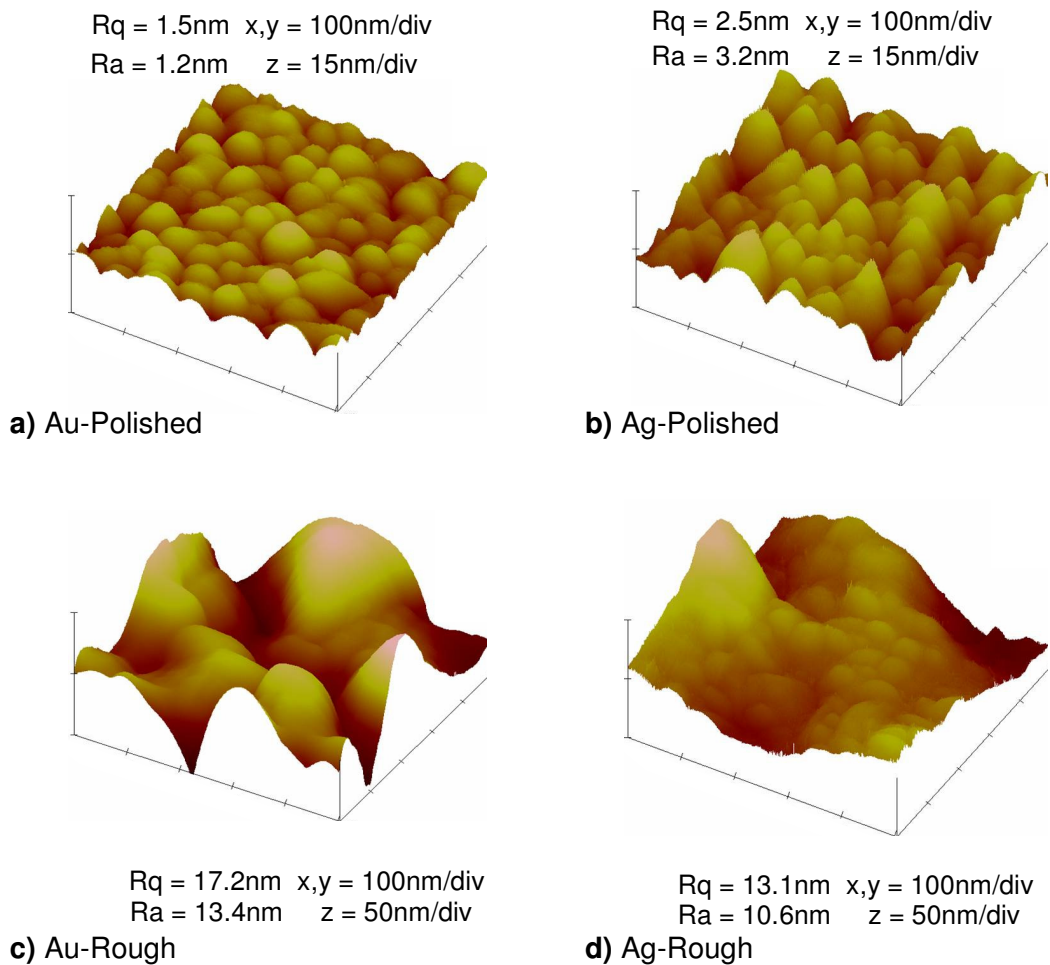 Rq = 1.5nm x,y = 100nm/div
Ra = 1.2nm z = 15nm/div
a) Au-Polished
Rq = 2.5nm x,y = 100nm/div
Ra = 3.2nm z = 15nm/div
b) Ag-Polished
Rq = 17.2nm x,y = 100nm/div
Ra = 13.4nm z = 50nm/div
c) Au-Rough
Rq = 13.1nm x,y = 100nm/div
Ra = 10.6nm z = 50nm/div
d) Ag-Rough